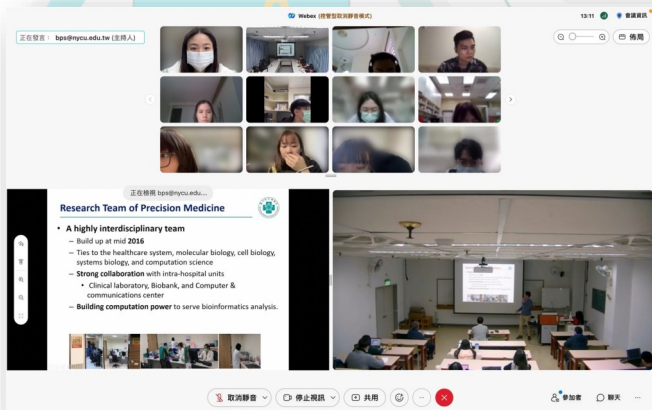 Webex (控管型取消靜音模式)
13:11
會議資訊
正在發言： bps@nycu.edu.tw (主持人)
佈局
正在檢視 bps@nycu.edu....
Research Team of Precision Medicine
• A highly interdisciplinary team
– Build up at mid 2016
– Ties to the healthcare system, molecular biology, cell biology,
systems biology, and computation science
– Strong collaboration with intra-hospital units
• Clinical laboratory, Biobank, and Computer &
communications center
– Building computation power to serve bioinformatics analysis.
取消靜音
停止視訊
共用
參加者
聊天